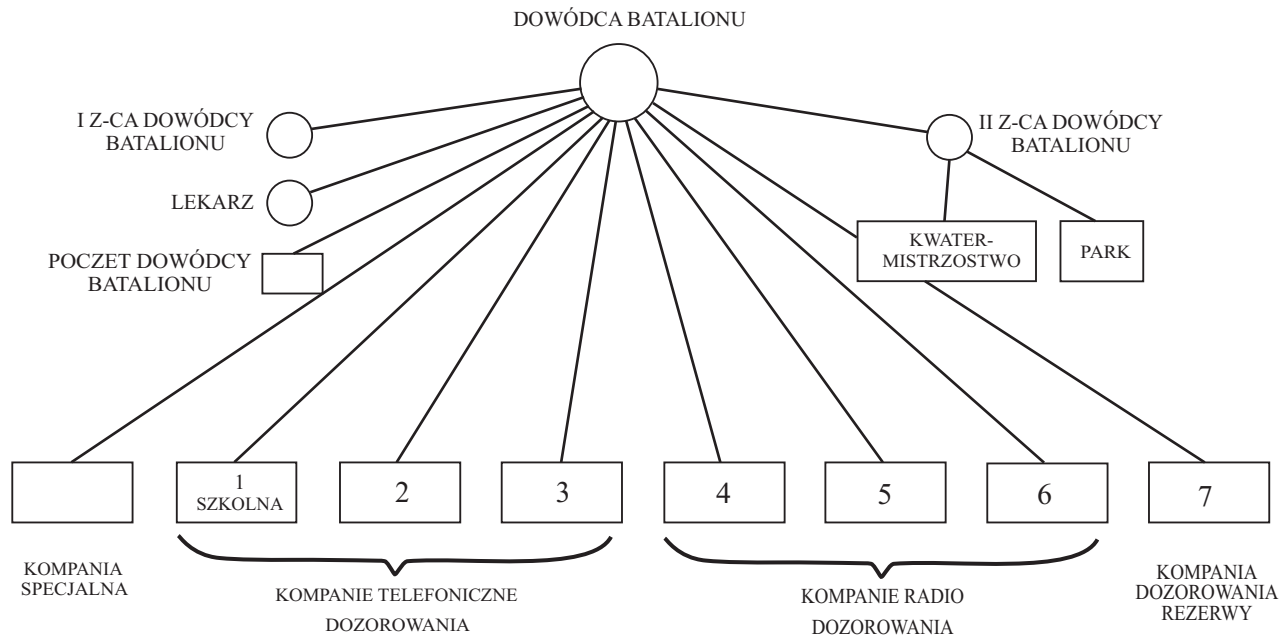 DOWÓDCA BATALIONU
I Z-CA DOWÓDCY
BATALIONU
II Z-CA DOWÓDCY
BATALIONU
LEKARZ
POCZET DOWÓDCY
BATALIONU
KWATER-
MISTRZOSTWO
PARK
1
SZKOLNA
2
3
4
5
6
7
KOMPANIA
SPECJALNA
KOMPANIE TELEFONICZNE
DOZOROWANIA
KOMPANIE RADIO
DOZOROWANIA
KOMPANIA
DOZOROWANIA
REZERWY